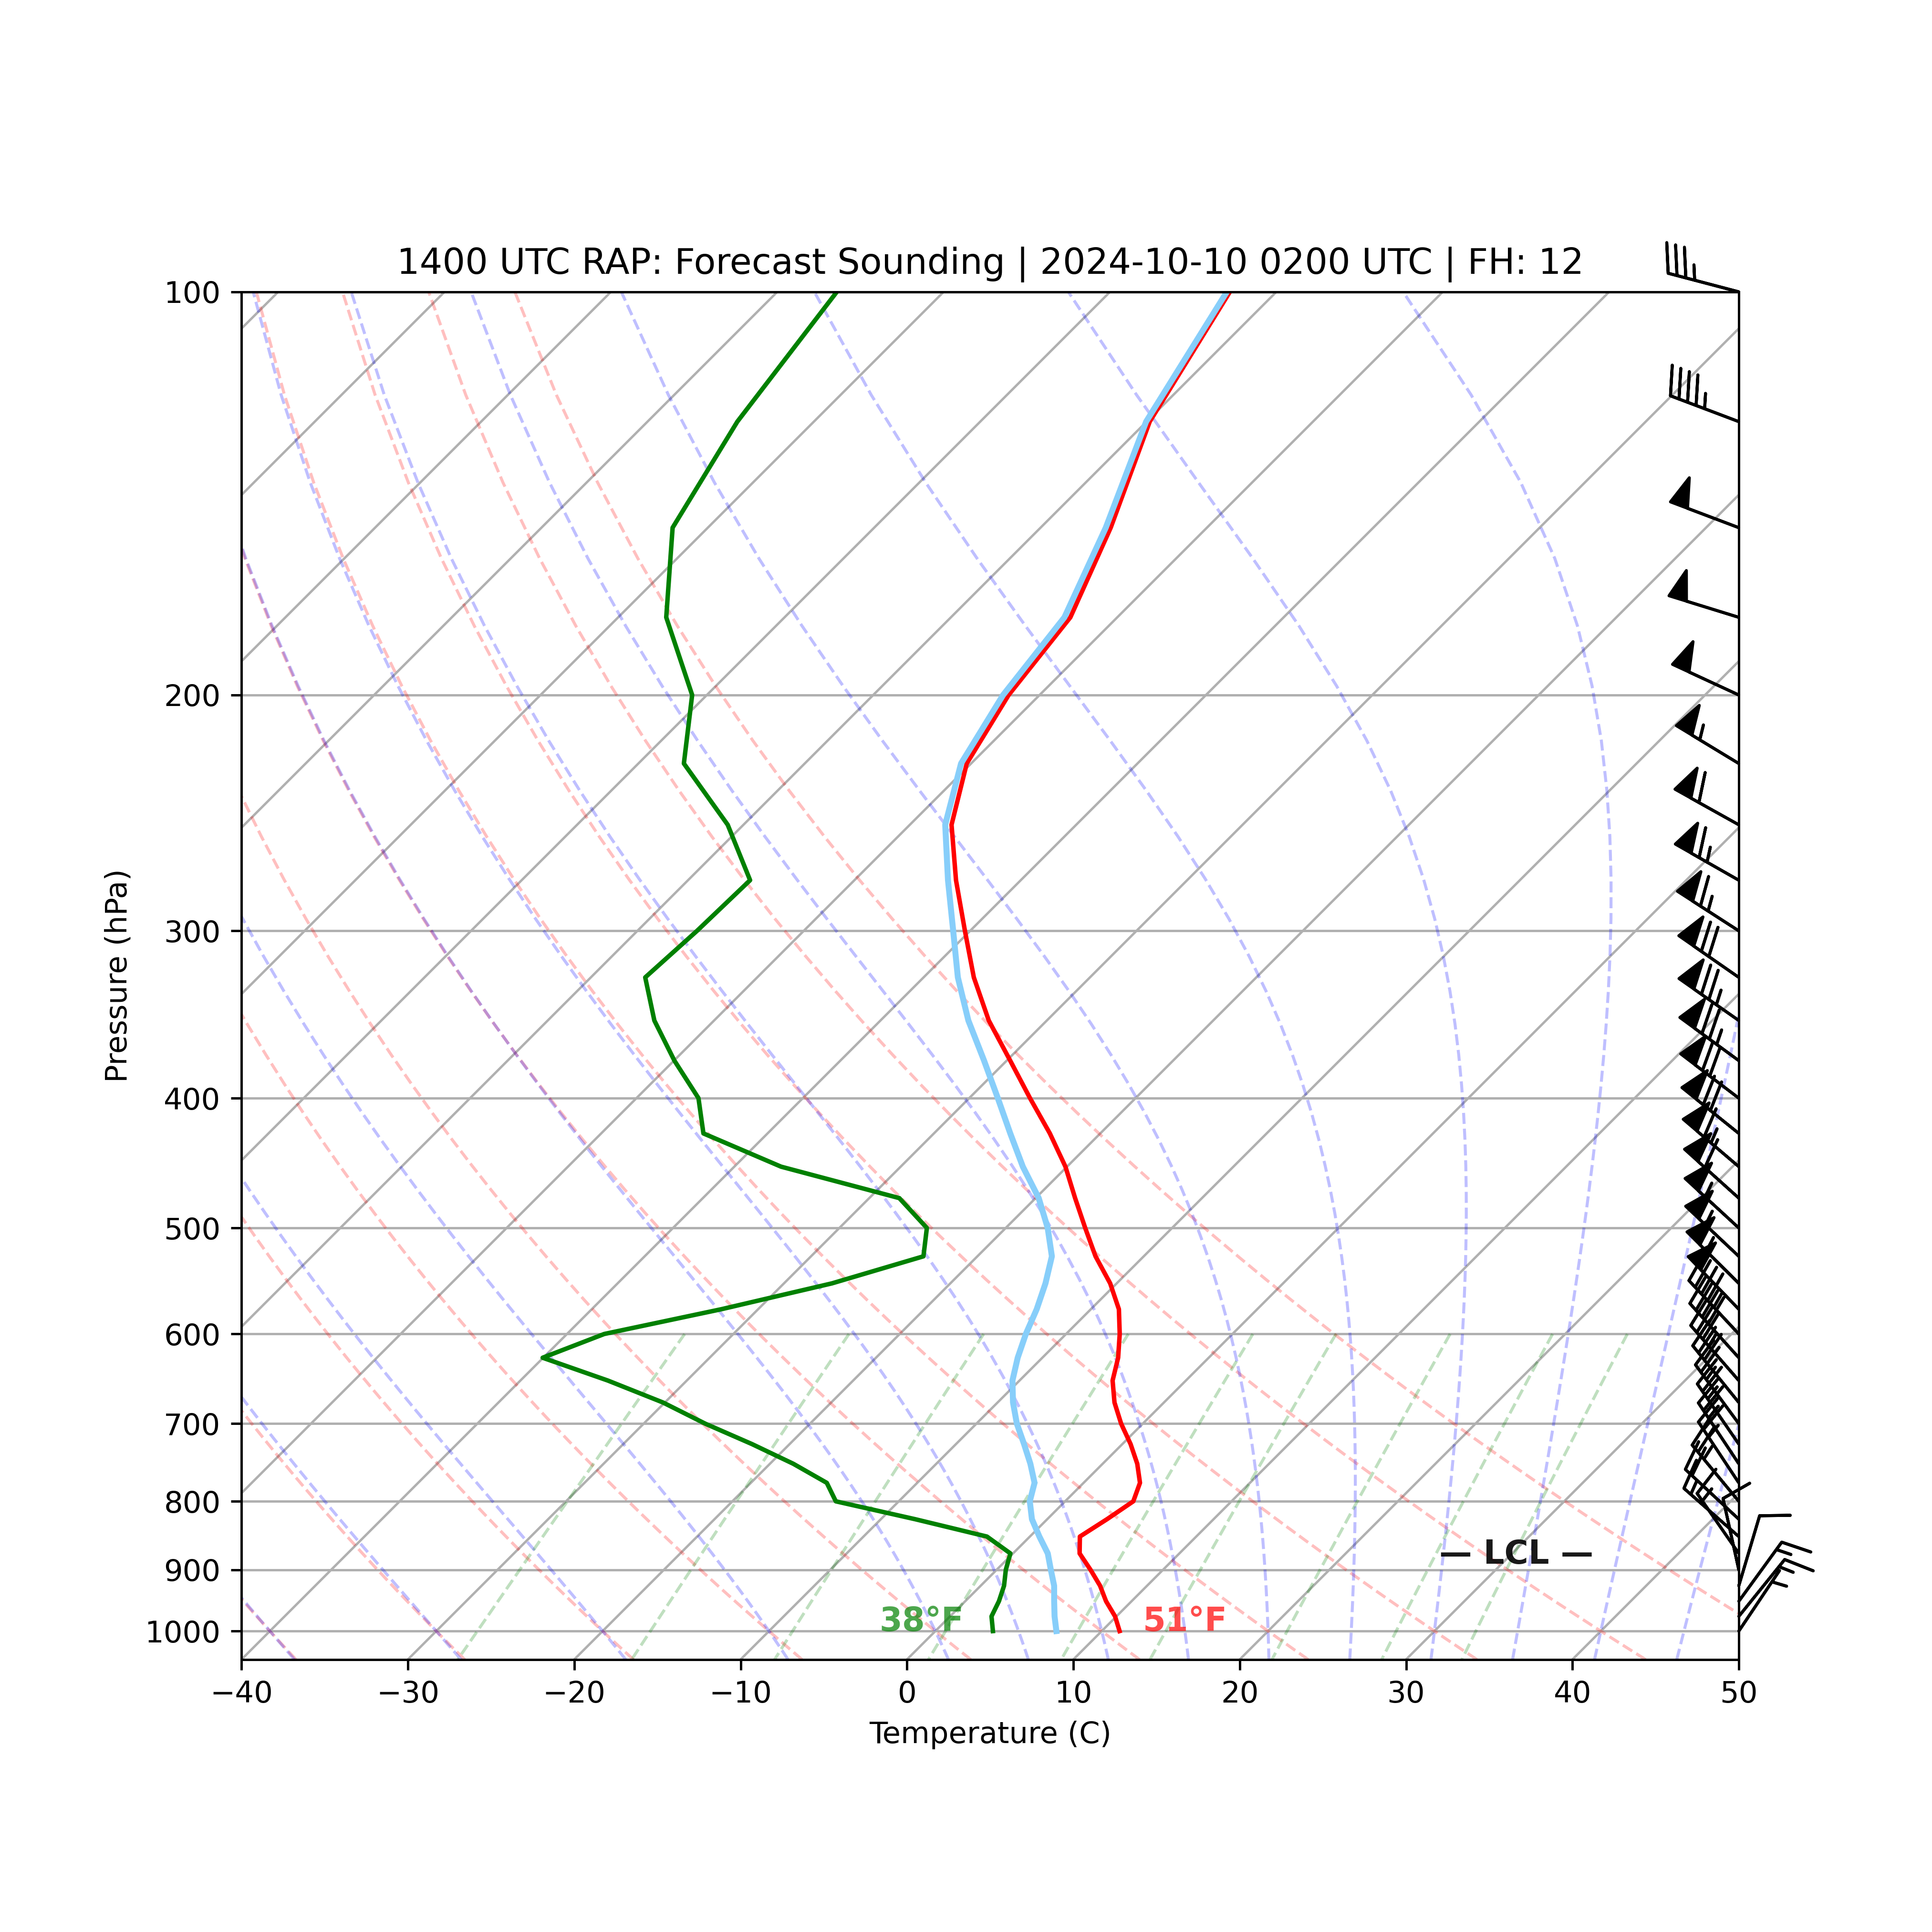 1400 UTC RAP: Forecast Sounding | 2024-10-10 0200 UTC | FH: 12
100
200
300
400
500
600
700
800
900
1000
Pressure (hPa)
— LCL —
38°F
51°F
−40 −30 −20 −10 0 10 20 30 40 50
Temperature (C)